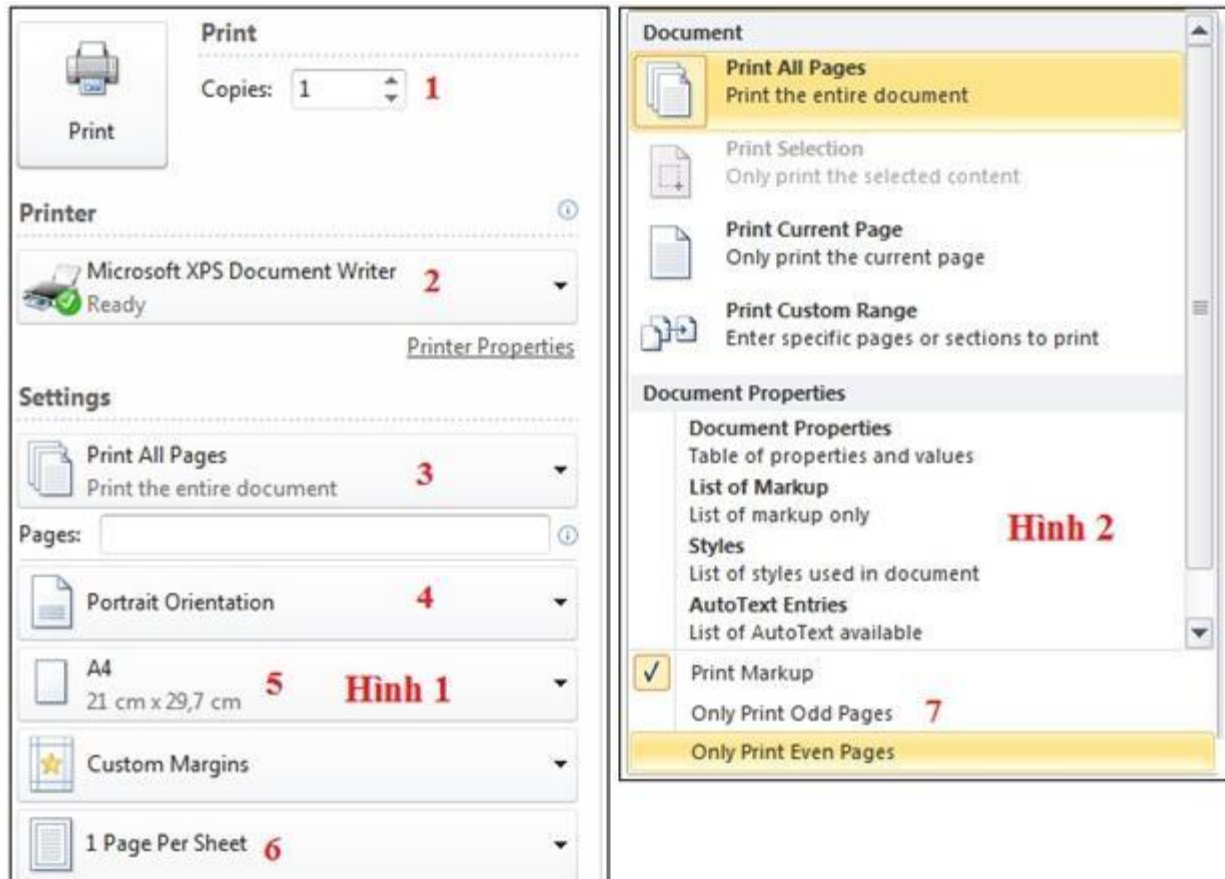 Print
Copies: 1 1
Print
Printer
Microsoft XPS Document Writer 2
Ready
Printer Properties
Settings
Print All Pages 3
Print the entire document
Pages:
Portrait Orientation 4
A4
21 cm x 29,7 cm 5 Hình 1
Custom Margins
1 Page Per Sheet 6
Document
Print All Pages
Print the entire document
Print Selection
Only print the selected content
Print Current Page
Only print the current page
Print Custom Range
Enter specific pages or sections to print
Document Properties
Document Properties
Table of properties and values
List of Markup
List of markup only
Hình 2
Styles
List of styles used in document
AutoText Entries
List of AutoText available
Print Markup
Only Print Odd Pages 7
Only Print Even Pages